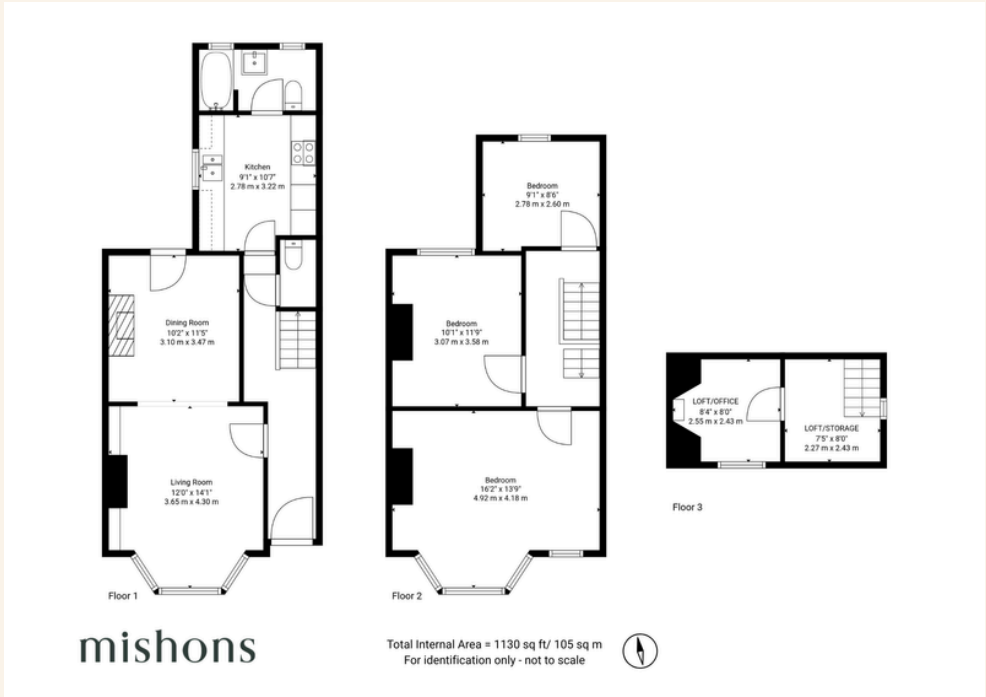 Kitchen
9'1" x 10'7"
2.78 m x 3.22 m
Dining Room
10'2" x 11'5"
3.10 m x 3.47 m
Living Room
12'0" x 14'1"
3.65 m x 4.30 m
Floor 1
Bedroom
9'1" x 8'6"
2.78 m x 2.60 m
Bedroom
10'1" x 11'9"
3.07 m x 3.58 m
Bedroom
16'2" x 13'9"
4.92 m x 4.18 m
Floor 2
LOFT/OFFICE
8'4" x 8'0"
2.55 m x 2.43 m
LOFT/STORAGE
7'5" x 8'0"
2.27 m x 2.43 m
Floor 3
mishons
Total Internal Area = 1130 sq ft/ 105 sq m
For identification only - not to scale